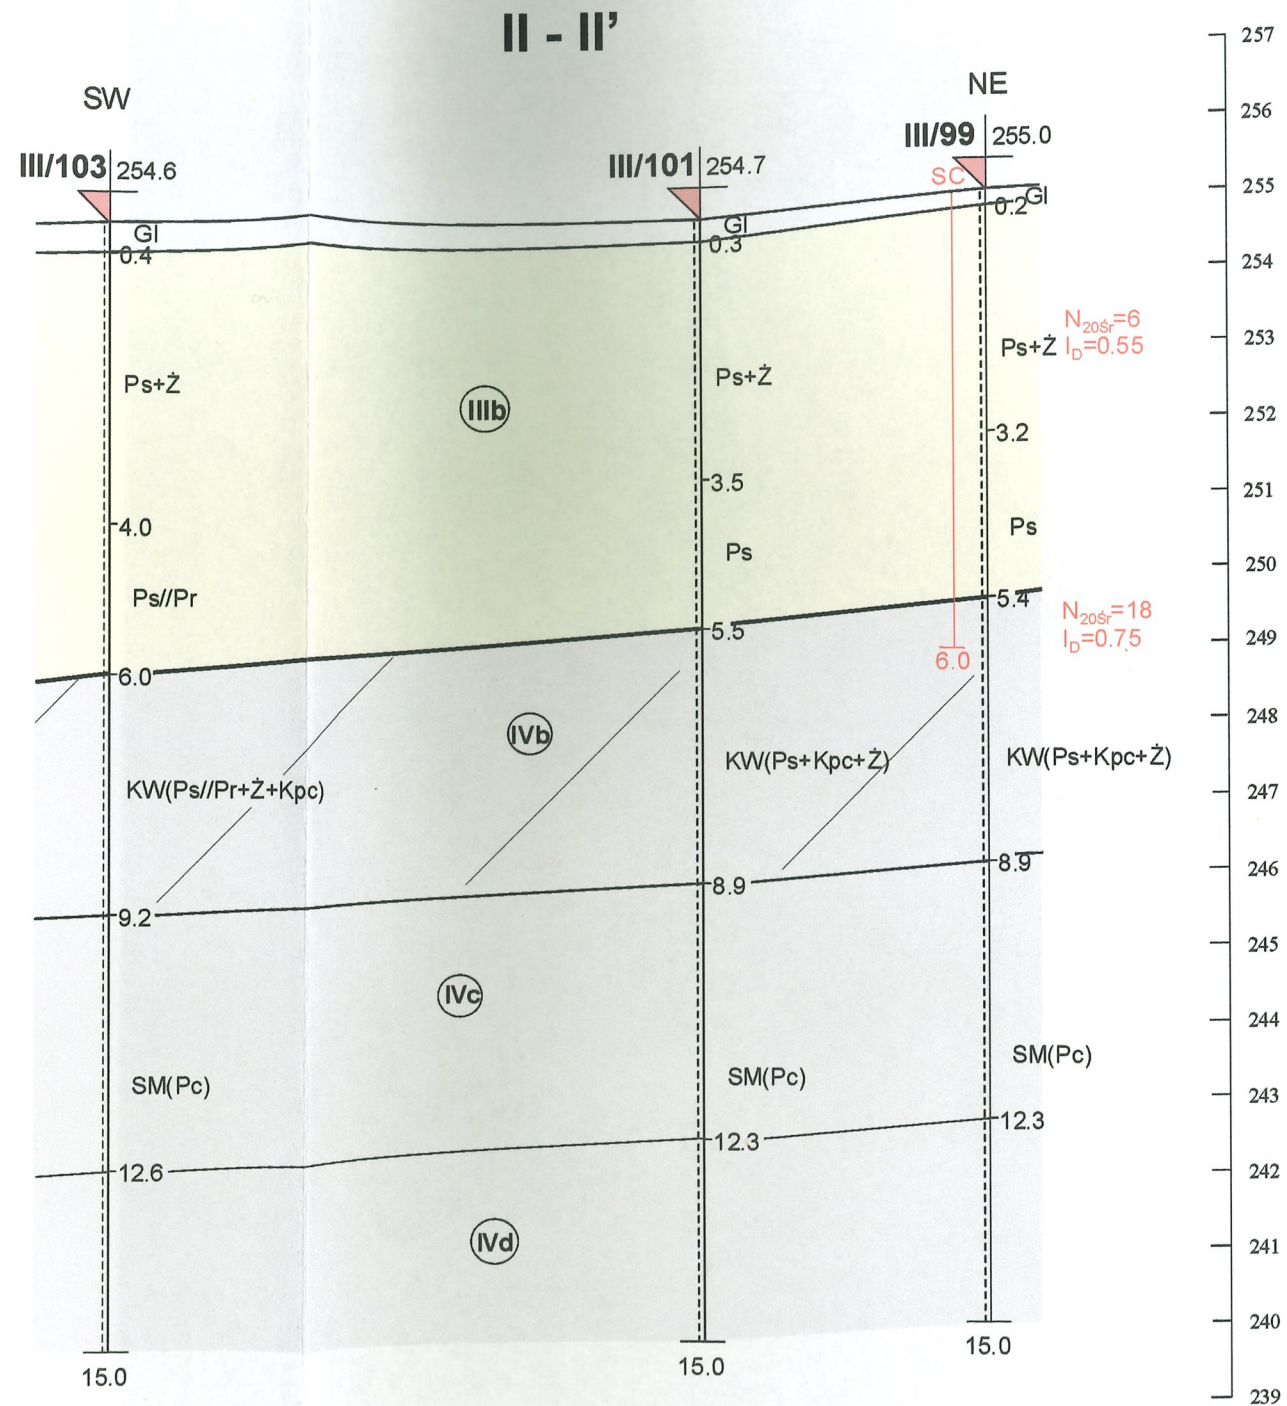 II - II’
SW
NE
III/103 254.6
III/101 254.7
III/99 255.0
SC
Gl
0.4
Gl
0.3
0.2 Gl
Ps+Ż
IIIb
Ps+Ż
Ps+Ż
N20Śr=6
ID=0.55
4.0
3.5
3.2
Ps//Pr
Ps
Ps
6.0
5.5
5.4
6.0
N20Śr=18
ID=0.75
KW(Ps//Pr+Ż+Kpc)
IVb
KW(Ps+Kpc+Ż)
KW(Ps+Kpc+Ż)
9.2
8.9
8.9
IVc
SM(Pc)
SM(Pc)
SM(Pc)
12.6
12.3
12.3
IVd
15.0
15.0
15.0
257
256
255
254
253
252
251
250
249
248
247
246
245
244
243
242
241
240
239